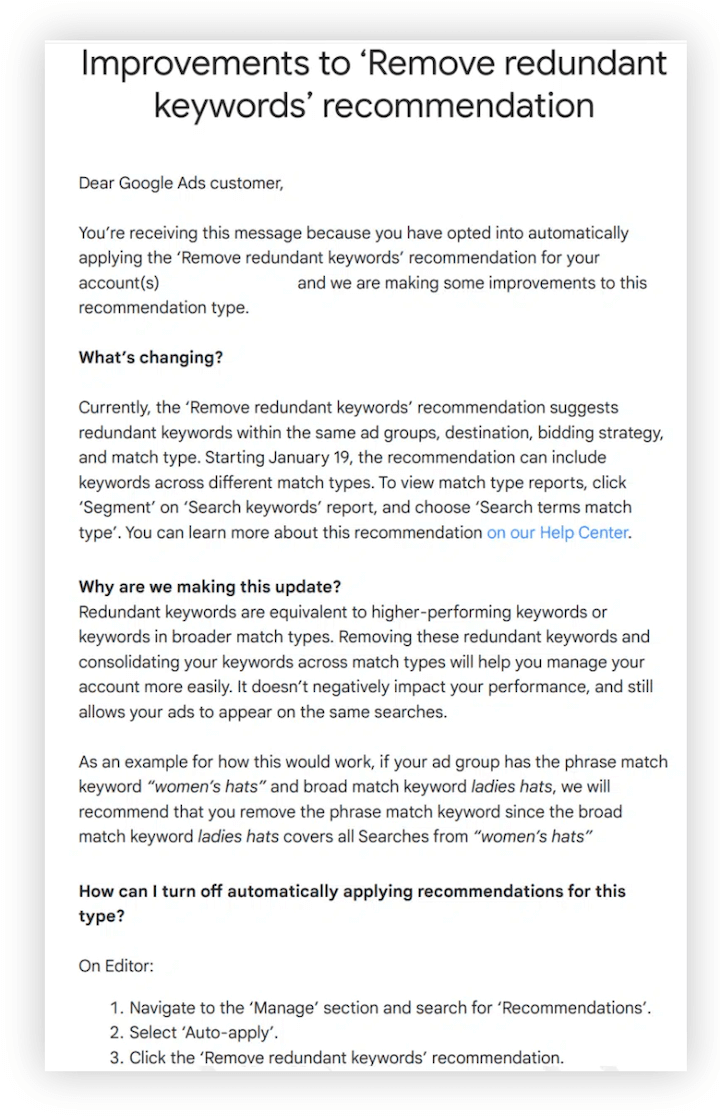 Improvements to ‘Remove redundant
keywords’ recommendation
Dear Google Ads customer,
You’re receiving this message because you have opted into automatically
applying the ‘Remove redundant keywords’ recommendation for your
account(s) and we are making some improvements to this
recommendation type.
What’s changing?
Currently, the ‘Remove redundant keywords’ recommendation suggests
redundant keywords within the same ad groups, destination, bidding strategy,
and match type. Starting January 19, the recommendation can include
keywords across different match types. To view match type reports, click
‘Segment’ on ‘Search keywords’ report, and choose ‘Search terms match
type’. You can learn more about this recommendation on our Help Center.
Why are we making this update?
Redundant keywords are equivalent to higher-performing keywords or
keywords in broader match types. Removing these redundant keywords and
consolidating your keywords across match types will help you manage your
account more easily. It doesn’t negatively impact your performance, and still
allows your ads to appear on the same searches.
As an example for how this would work, if your ad group has the phrase match
keyword “women’s hats” and broad match keyword ladies hats, we will
recommend that you remove the phrase match keyword since the broad
match keyword ladies hats covers all Searches from “women’s hats”
How can I turn off automatically applying recommendations for this
type?
On Editor:
1. Navigate to the ‘Manage’ section and search for ‘Recommendations’.
2. Select ‘Auto-apply’.
3. Click the ‘Remove redundant keywords’ recommendation.